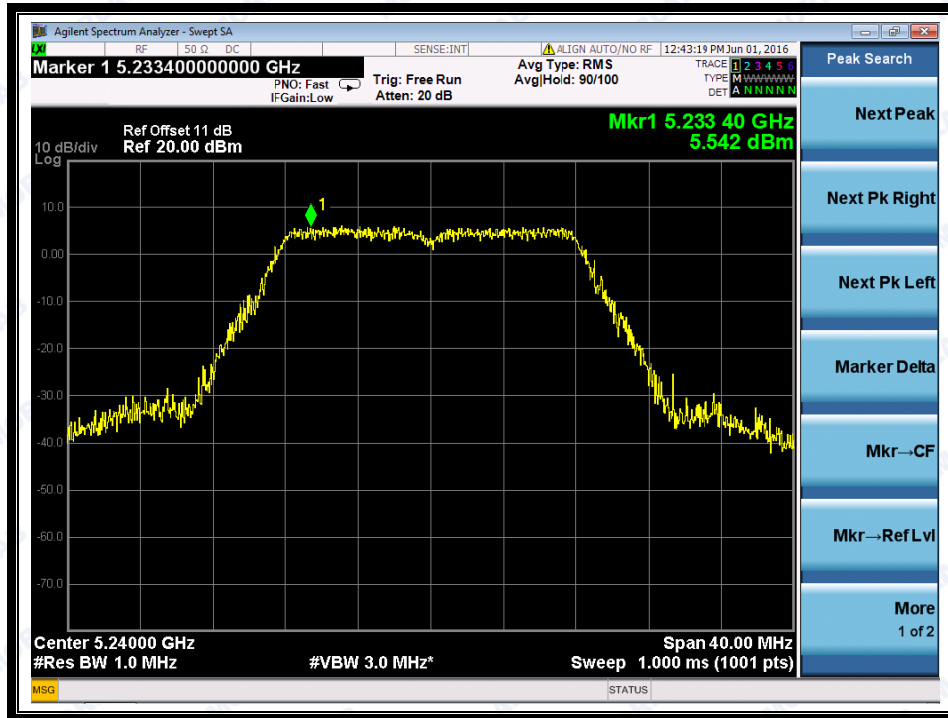 Agilent Spectrum Analyzer - Swept SA
LXI RF 50 Ω DC SENSE:INT ALIGN AUTO/NO RF 12:43:19 PM Jun 01, 2016
Marker 1 5.233400000000 GHz
PNO: Fast
IFGain:Low
Trig: Free Run
Atten: 20 dB
Avg Type: RMS
Avg|Hold: 90/100
TRACE 1 2 3 4 5 6
TYPE M WWWWW
DET A N N N N N
Mkr1 5.233 40 GHz
5.542 dBm
Ref Offset 11 dB
10 dB/div Ref 20.00 dBm
Log
1
10.0
0.00
-10.0
-20.0
-30.0
-40.0
-50.0
-60.0
-70.0
Center 5.24000 GHz Span 40.00 MHz
#Res BW 1.0 MHz #VBW 3.0 MHz* Sweep 1.000 ms (1001 pts)
MSG STATUS
Peak Search
Next Peak
Next Pk Right
Next Pk Left
Marker Delta
Mkr→CF
Mkr→Ref Lvl
More
1 of 2